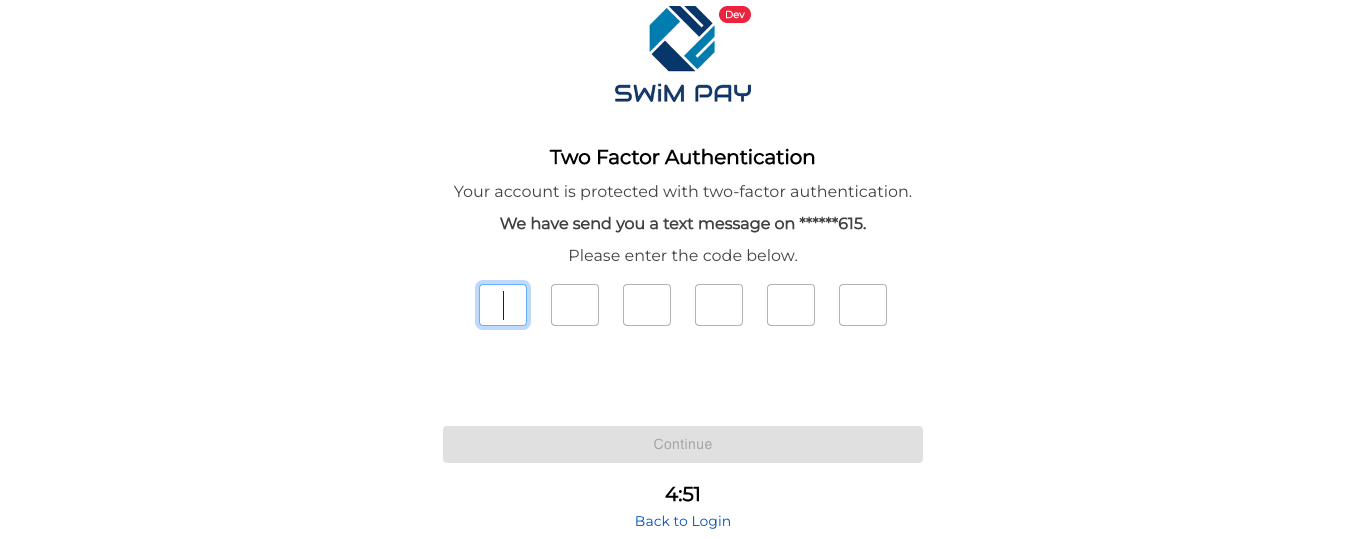 Dev
SWiM PAY
Two Factor Authentication
Your account is protected with two-factor authentication.
We have send you a text message on ******615.
Please enter the code below.
Continue
4:51
Back to Login